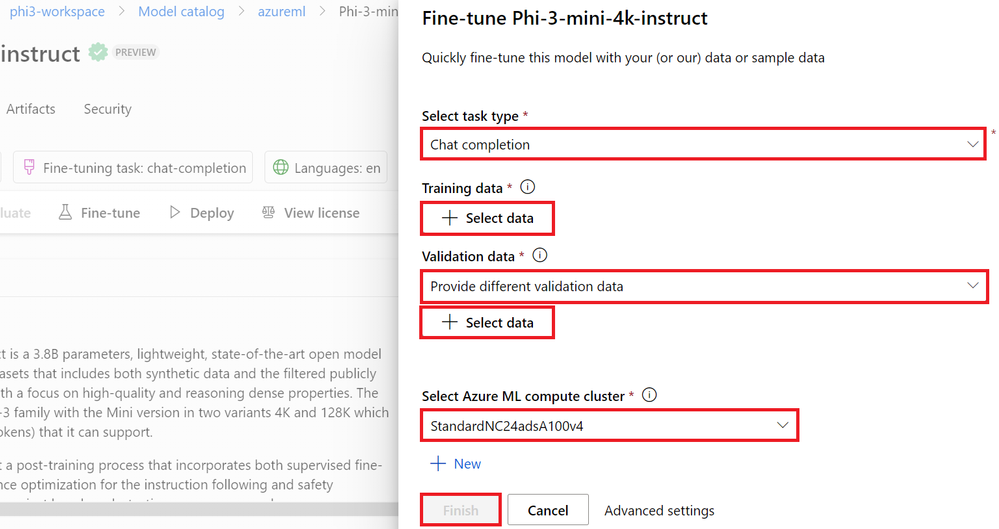 phi3-workspace > Model catalog > azureml > Phi-3-min
instruct PREVIEW
Artifacts Security
Fine-tuning task: chat-completion Languages: en
luate Fine-tune Deploy View license
ct is a 3.8B parameters, lightweight, state-of-the-art open model
asets that includes both synthetic data and the filtered publicly
th a focus on high-quality and reasoning dense properties. The
-3 family with the Mini version in two variants 4K and 128K which
okens) that it can support.
t a post-training process that incorporates both supervised fine-
nce optimization for the instruction following and safety
Fine-tune Phi-3-mini-4k-instruct
Quickly fine-tune this model with your (or our) data or sample data
Select task type *
Chat completion
*
Training data *
+ Select data
Validation data *
Provide different validation data
+ Select data
Select Azure ML compute cluster *
StandardNC24adsA100v4
+ New
Finish Cancel Advanced settings